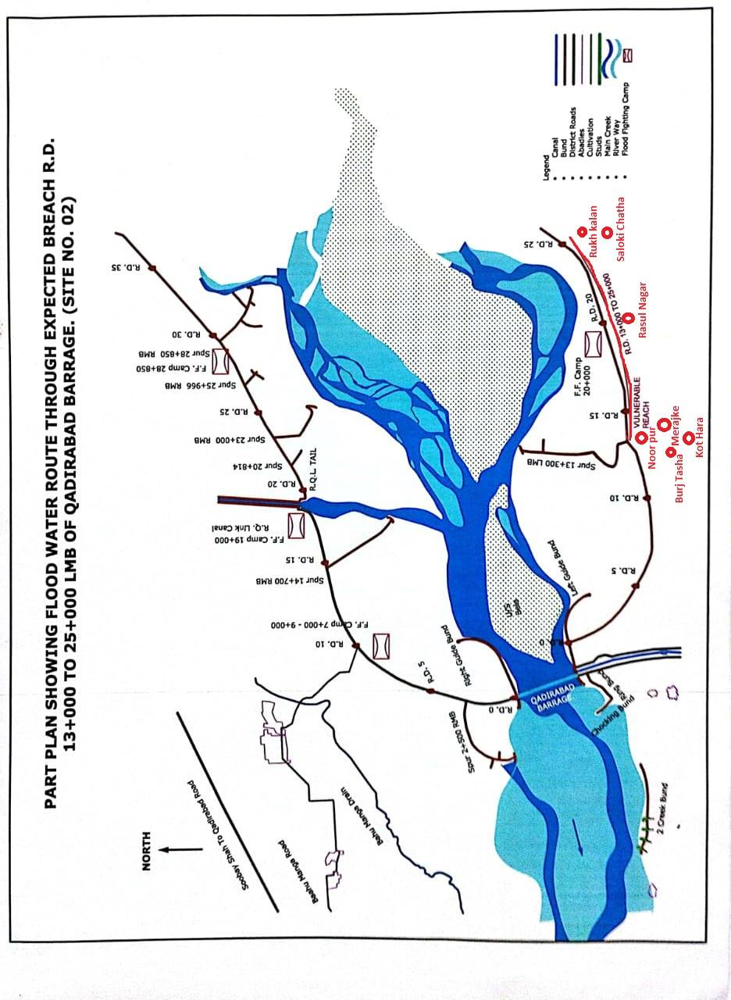 PART PLAN SHOWING FLOOD WATER ROUTE THROUGH EXPECTED BREACH R.D.
13+000 TO 25+000 LMB OF QADIRABAD BARRAGE. (SITE NO. 02)
NORTH
Soobay Shah To Qadirabad Road
Baahu Manga Road
Bahu Manga Drain
R.D. 35
R.D. 30
Spur 28+850 RMB
F.F. Camp 28+850
Spur 25+966 RMB
R.D. 25
Spur 23+000 RMB
Spur 20+814
R.D. 20
R.Q.L TAIL
R.Q. Link Canal
F.F. Camp 19+000
R.D. 15
Spur 14+700 RMB
F.F. Camp 7+000 - 9+000
R.D. 10
R.D. 5
Right Guide Bund
R.D. 0
Spur 2+500 RMB
QADIRABAD
BARRAGE
U/S
Bela
Left Guide Bund
R.D. 0
Ring Bund
Chocking Bund
2 Creek Bund
R.D. 5
R.D. 10
Spur 13+300 LMB
R.D. 15
VULNERABLE
REACH
R.D. 13+000 TO 25+000
F.F. Camp
20+000
R.D. 20
R.D. 25
Rukh kalan
Saloki Chatha
Rasul Nagar
Noor pur
Merajke
Burj Tasha
Kot Hara
Legend
• Canal
• Bund
• District Roads
• Abadies
• Cultivation
• Studs
• Main Creek
• River Way
• Flood Fighting Camp